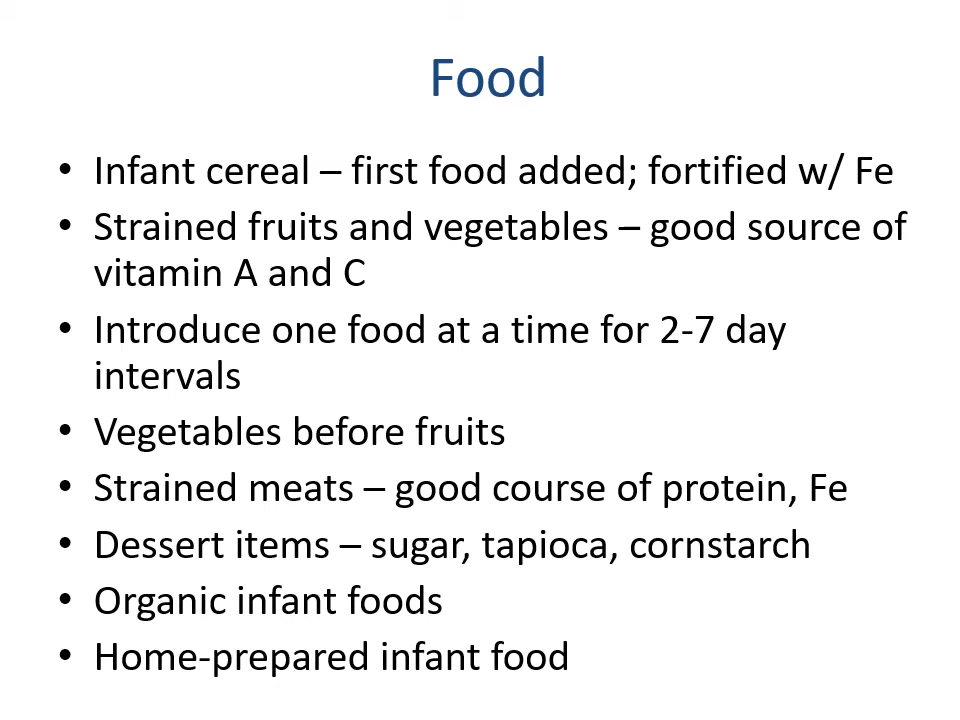 Food
• Infant cereal – first food added; fortified w/ Fe
• Strained fruits and vegetables – good source of
vitamin A and C
• Introduce one food at a time for 2-7 day
intervals
• Vegetables before fruits
• Strained meats – good course of protein, Fe
• Dessert items – sugar, tapioca, cornstarch
• Organic infant foods
• Home-prepared infant food